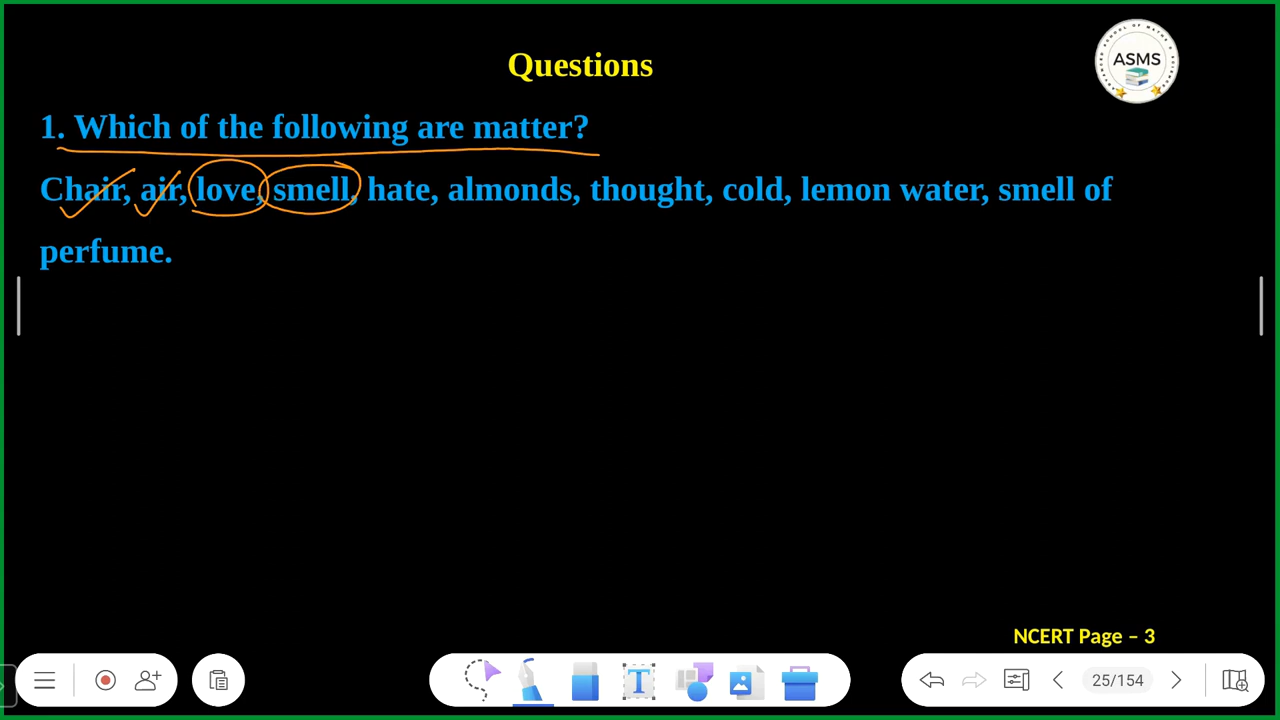 Questions
ASMS
1. Which of the following are matter?
Chair, air, love, smell, hate, almonds, thought, cold, lemon water, smell of
perfume.
NCERT Page – 3
T
25/154